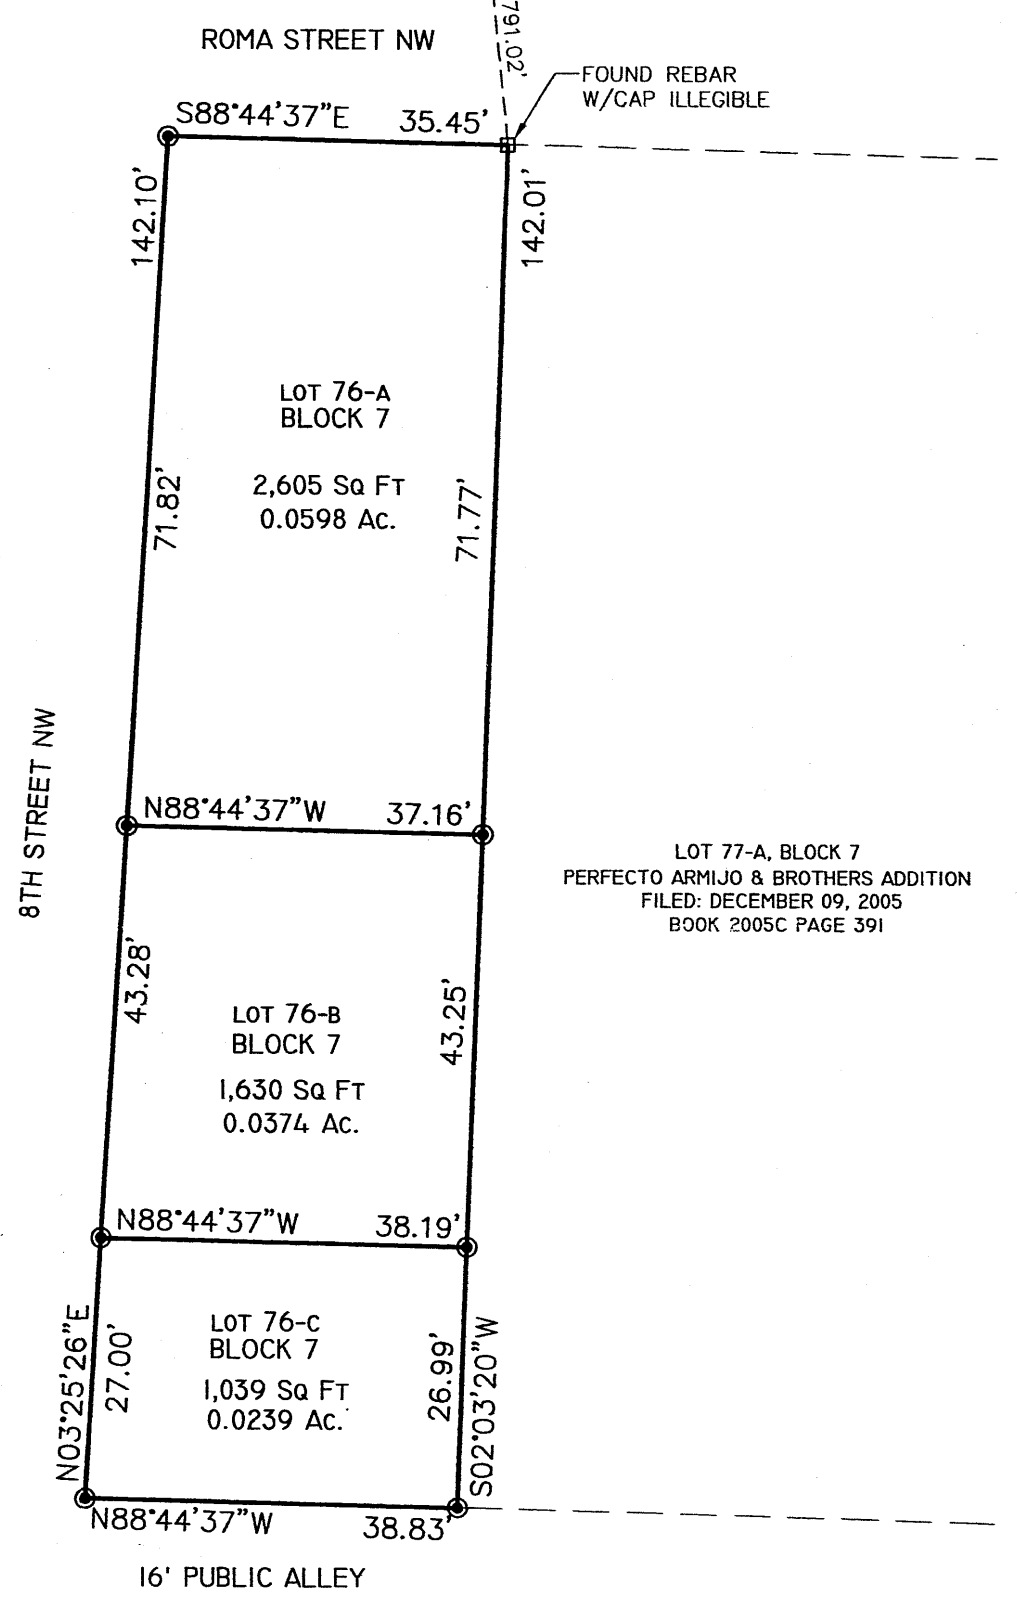 791.02'
ROMA STREET NW
FOUND REBAR
W/CAP ILLEGIBLE
S88°44'37"E
35.45'
142.10'
142.01'
LOT 76-A
BLOCK 7
2,605 SQ FT
0.0598 AC.
71.82'
71.77'
8TH STREET NW
N88°44'37"W
37.16'
LOT 77-A, BLOCK 7
PERFECTO ARMIJO & BROTHERS ADDITION
FILED: DECEMBER 09, 2005
BOOK 2005C PAGE 391
43.28'
43.25'
LOT 76-B
BLOCK 7
1,630 SQ FT
0.0374 AC.
N88°44'37"W
38.19'
N03°25'26"E
27.00'
LOT 76-C
BLOCK 7
1,039 SQ FT
0.0239 AC.
26.99'
S02°03'20"W
N88°44'37"W
38.83'
16' PUBLIC ALLEY